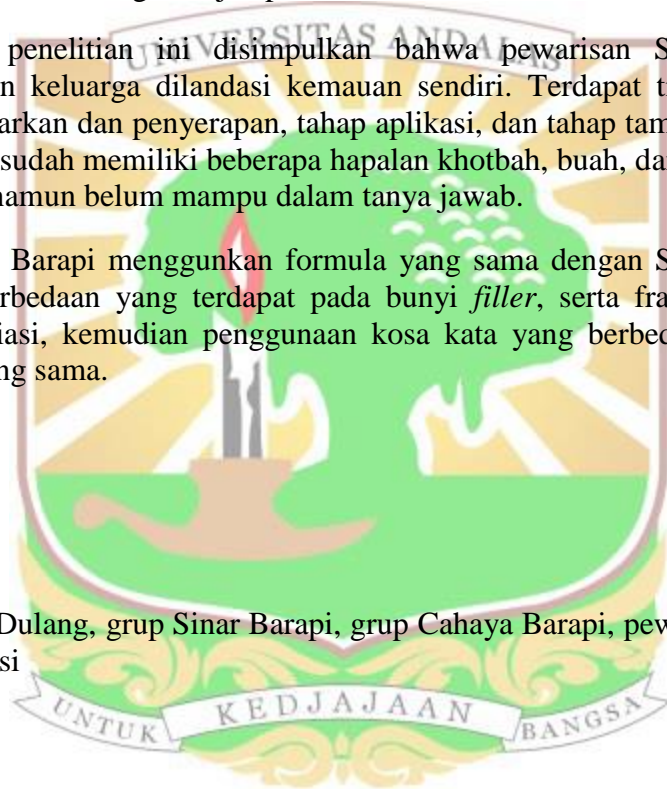 UNIVERSITAS ANDALAS
penelitian ini disimpulkan bahwa pewarisan S
n keluarga dilandasi kemauan sendiri. Terdapat t
arkan dan penyerapan, tahap aplikasi, dan tahap tam
sudah memiliki beberapa hapalan khotbah, buah, da
namun belum mampu dalam tanya jawab.
Barapi menggunkan formula yang sama dengan S
rbedaan yang terdapat pada bunyi filler, serta fra
iasi, kemudian penggunaan kosa kata yang berbed
ng sama.
Dulang, grup Sinar Barapi, grup Cahaya Barapi, pew
si
UNTUK KEDJAJAAN BANGSA